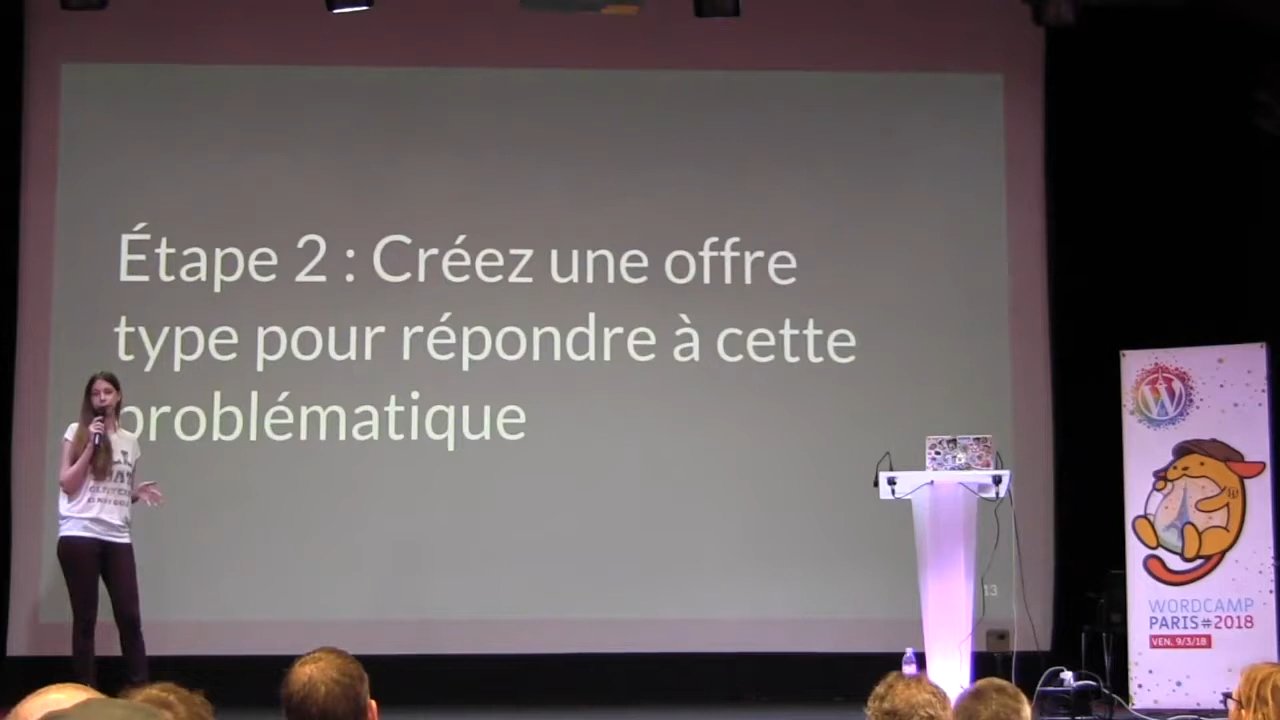 Étape 2 : Créez une offre
type pour répondre à cette
problématique
13
W
WORDCAMP
PARIS#2018
VEN. 9/3/18